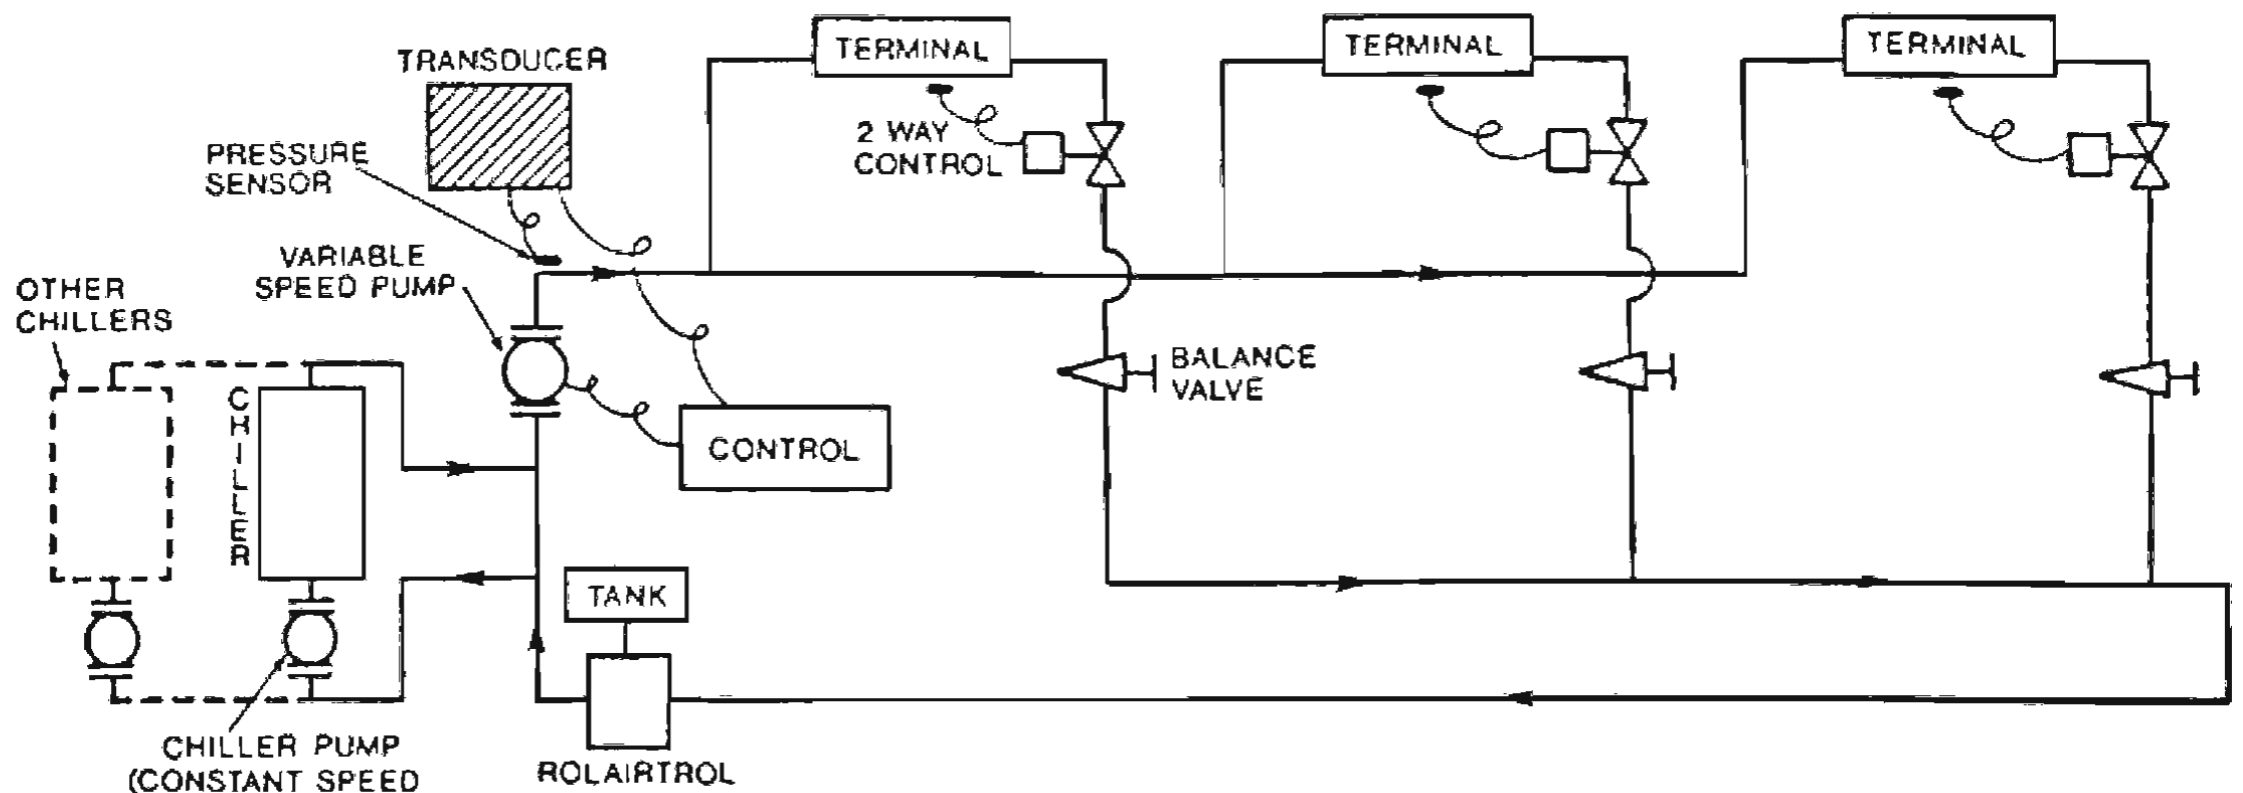 TRANSDUCER
TERMINAL
TERMINAL
TERMINAL
2 WAY
CONTROL
PRESSURE
SENSOR
VARIABLE
SPEED PUMP
OTHER
CHILLERS
CHILLER
BALANCE
VALVE
CONTROL
TANK
CHILLER PUMP
(CONSTANT SPEED
ROLAIRTROL